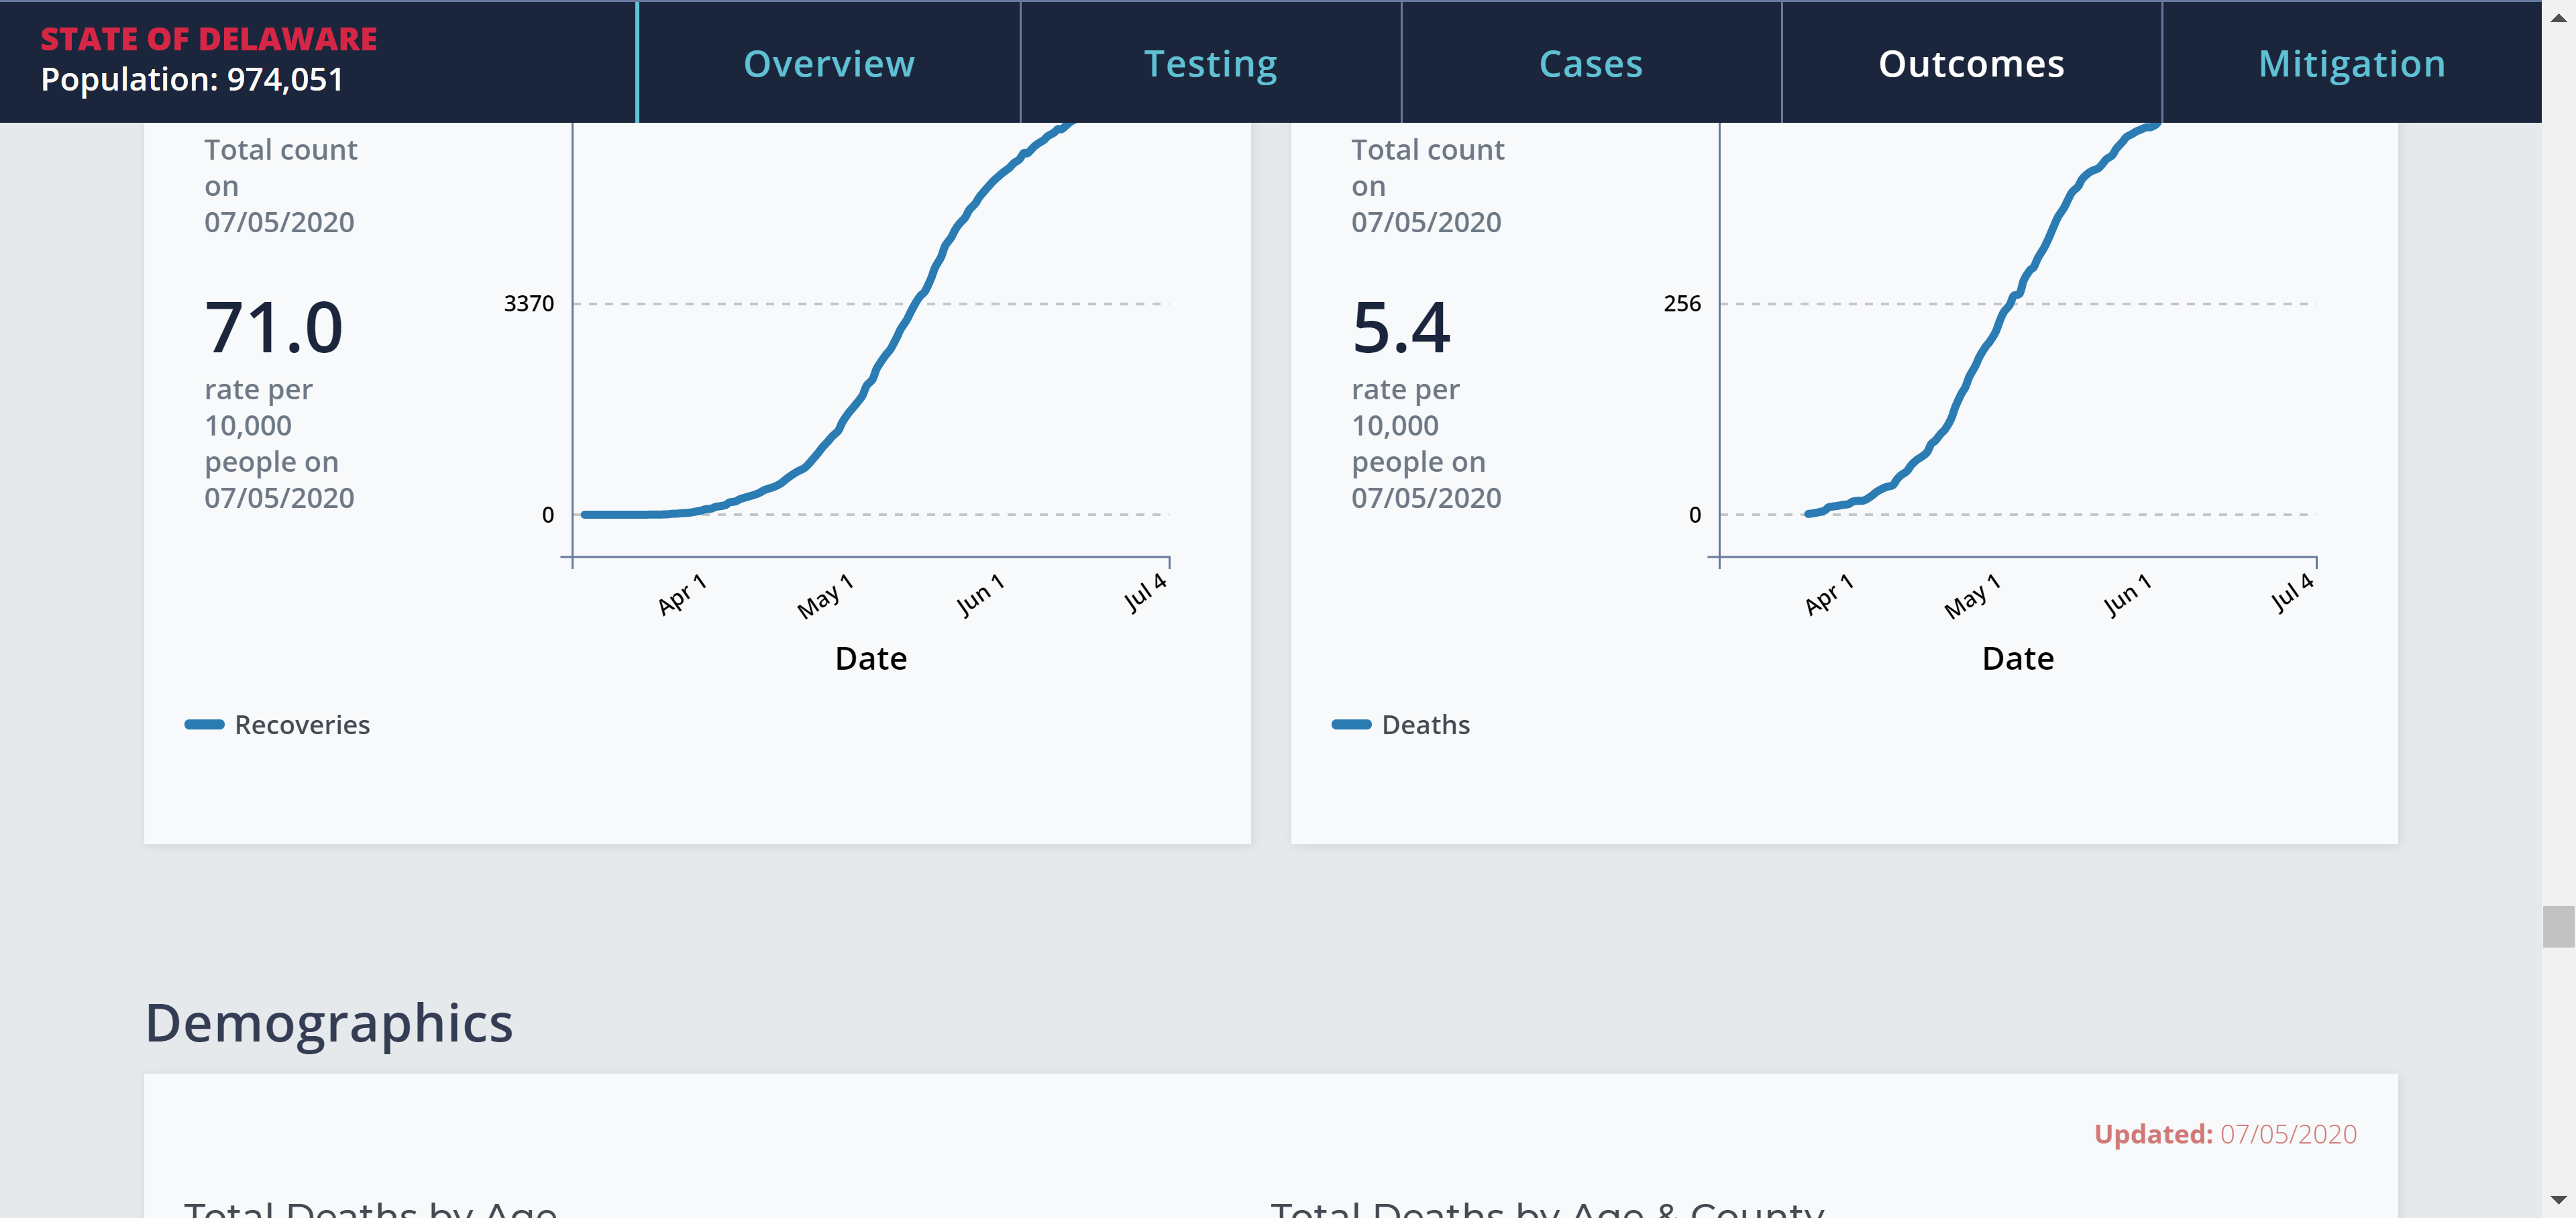 STATE OF DELAWARE
Population: 974,051
Overview
Testing
Cases
Outcomes
Mitigation
Total count
on
07/05/2020
71.0
rate per
10,000
people on
07/05/2020
3370
0
Apr 1
May 1
Jun 1
Jul 4
Date
Recoveries
Total count
on
07/05/2020
5.4
rate per
10,000
people on
07/05/2020
256
0
Apr 1
May 1
Jun 1
Jul 4
Date
Deaths
Demographics
Updated: 07/05/2020
Total Deaths by Age
Total Deaths by Age & County